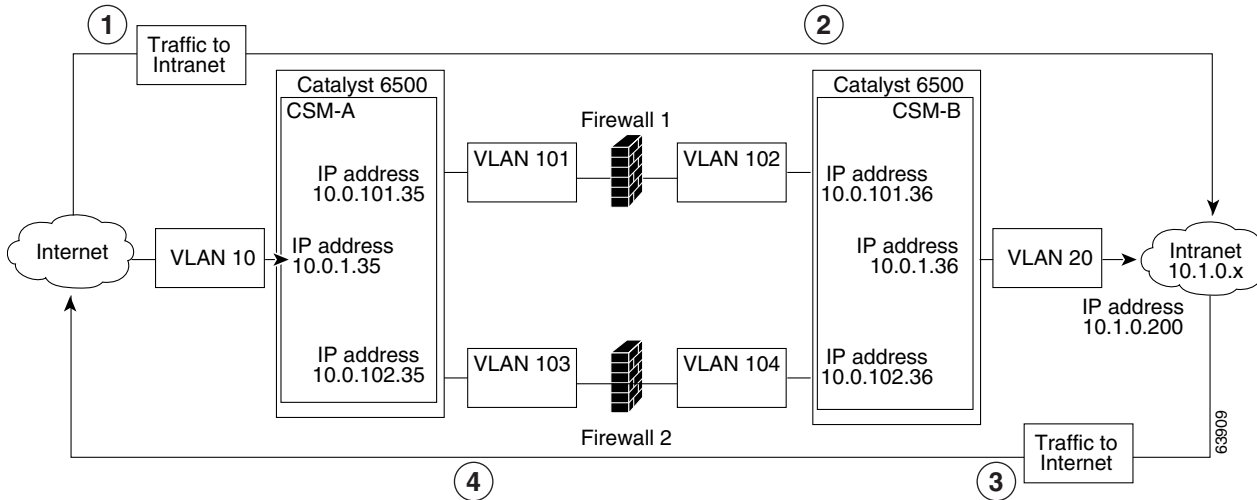 1
2
Traffic to
Intranet
Catalyst 6500
CSM-A
Catalyst 6500
CSM-B
Firewall 1
VLAN 101
VLAN 102
IP address
10.0.101.35
IP address
10.0.101.36
Internet
VLAN 10
IP address
10.0.1.35
IP address
10.0.1.36
VLAN 20
Intranet
10.1.0.x
IP address
10.1.0.200
IP address
10.0.102.35
VLAN 103
VLAN 104
IP address
10.0.102.36
Firewall 2
Traffic to
Internet
63909
4
3